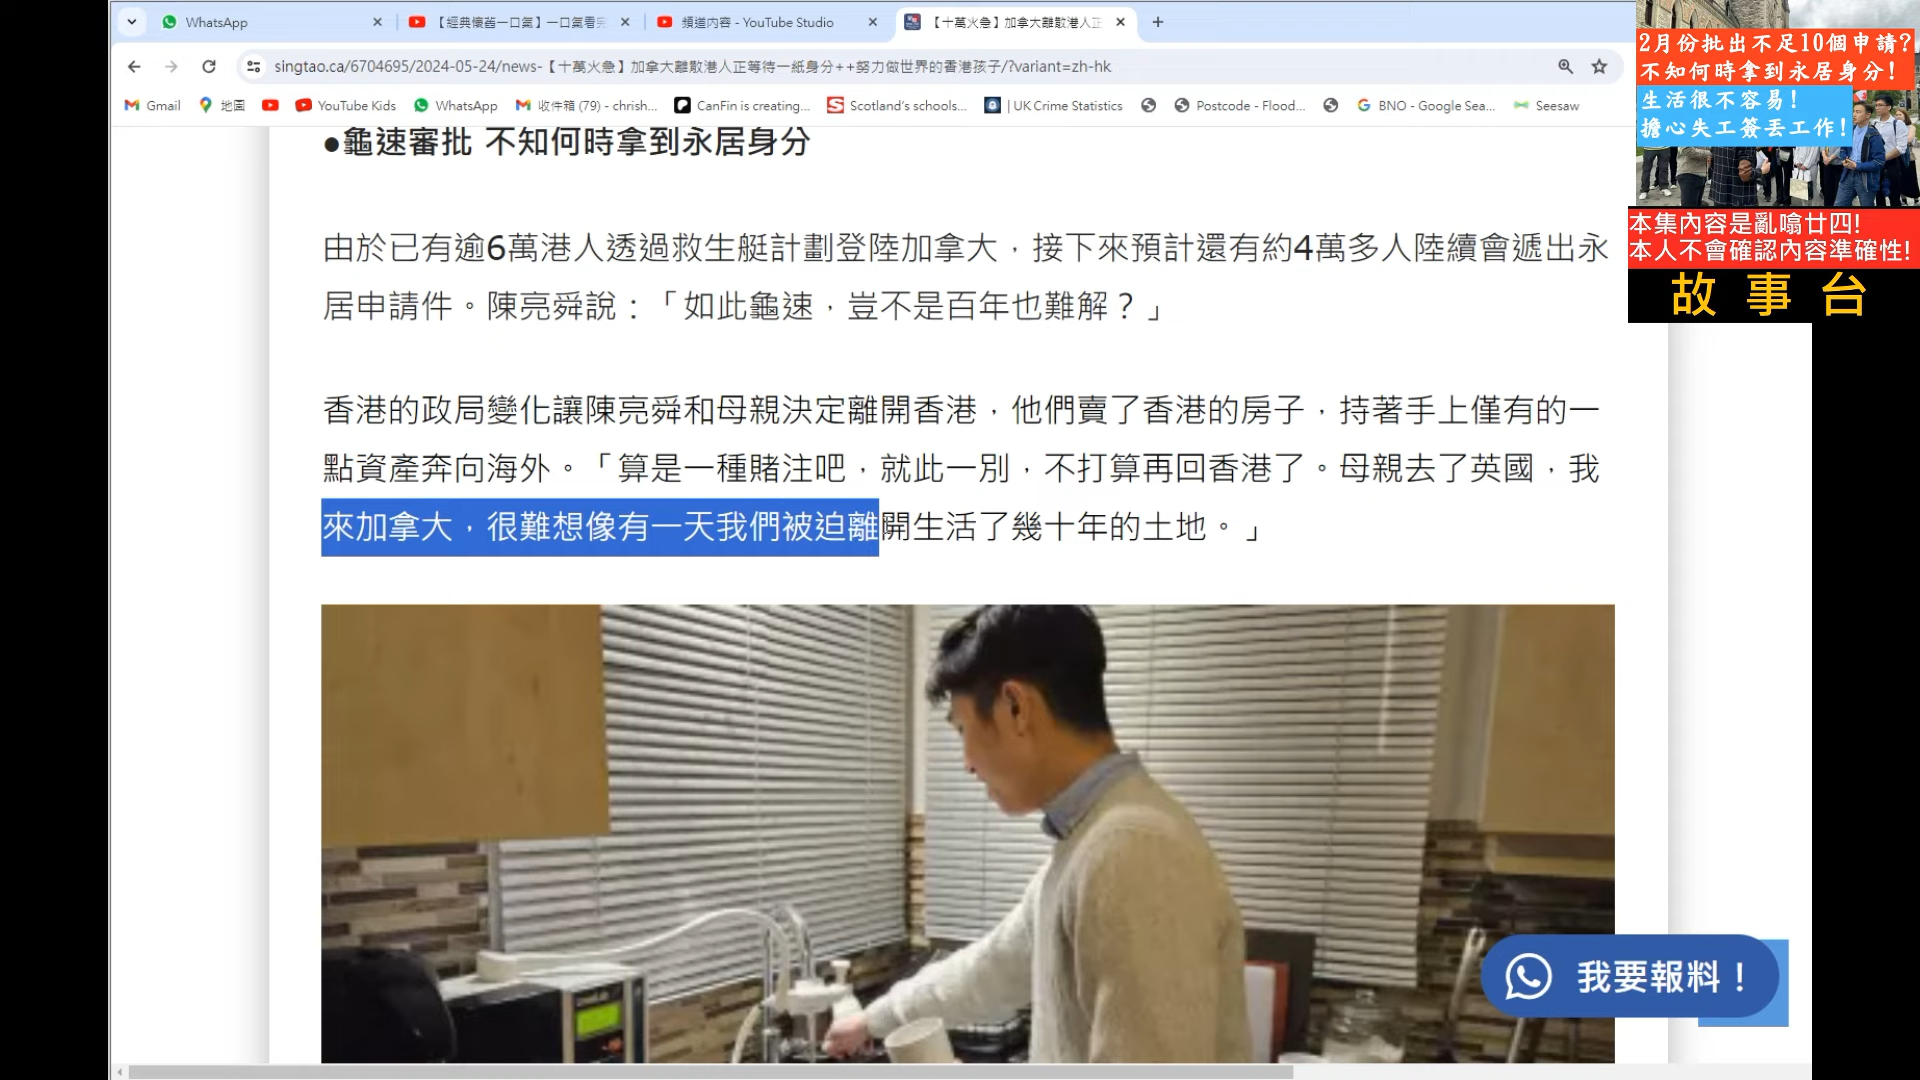 WhatsApp
【經典懷舊一口氣】一口氣看完
頻道內容 - YouTube Studio
【十萬火急】加拿大離散港人正
singtao.ca/6704695/2024-05-24/news-【十萬火急】加拿大離散港人正等待一紙身分++努力做世界的香港孩子/?variant=zh-hk
Gmail
地圖
YouTube Kids
WhatsApp
收件箱 (79) - chrish...
CanFin is creating...
Scotland's schools...
| UK Crime Statistics
Postcode - Flood...
BNO - Google Sea...
Seesaw
●龜速審批 不知何時拿到永居身分
由於已有逾6萬港人透過救生艇計劃登陸加拿大，接下來預計還有約4萬多人陸續會遞出永
居申請件。陳亮舜說：「如此龜速，豈不是百年也難解？」
香港的政局變化讓陳亮舜和母親決定離開香港，他們賣了香港的房子，持著手上僅有的一
點資產奔向海外。「算是一種賭注吧，就此一別，不打算再回香港了。母親去了英國，我
來加拿大，很難想像有一天我們被迫離開生活了幾十年的土地。」
我要報料！
2月份批出不足10個申請?
不知何時拿到永居身分!
生活很不容易!
擔心失工簽丟工作!
本集內容是亂噏廿四!
本人不會確認內容準確性!
故事台